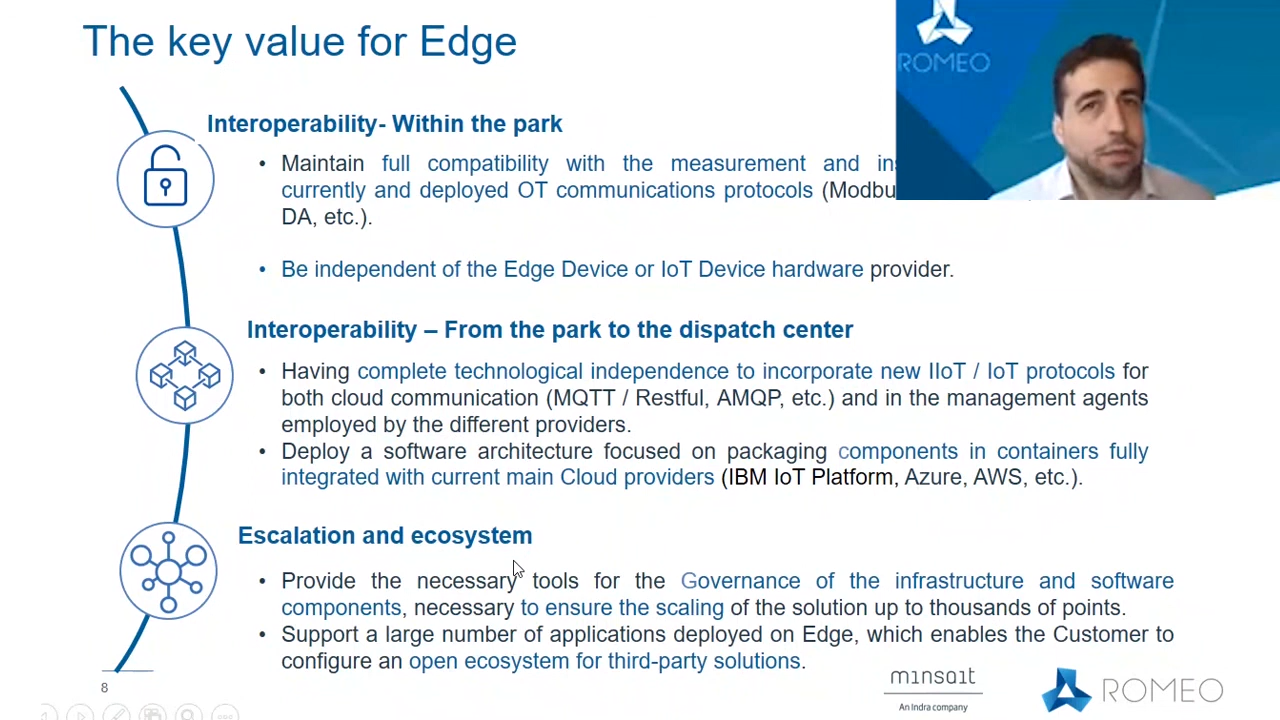 The key value for Edge
ROMEO
Interoperability- Within the park
• Maintain full compatibility with the measurement and
currently and deployed OT communications protocols
DA, etc.).
• Be independent of the Edge Device or IoT Device hardware provider.
Interoperability – From the park to the dispatch center
• Having complete technological independence to incorporate new IIoT / IoT protocols for
both cloud communication (MQTT / Restful, AMQP, etc.) and in the management agents
employed by the different providers.
• Deploy a software architecture focused on packaging components in containers fully
integrated with current main Cloud providers (IBM IoT Platform, Azure, AWS, etc.).
Escalation and ecosystem
• Provide the necessary tools for the Governance of the infrastructure and software
components, necessary to ensure the scaling of the solution up to thousands of points.
• Support a large number of applications deployed on Edge, which enables the Customer to
configure an open ecosystem for third-party solutions.
8
minsait
An Indra company
ROMEO